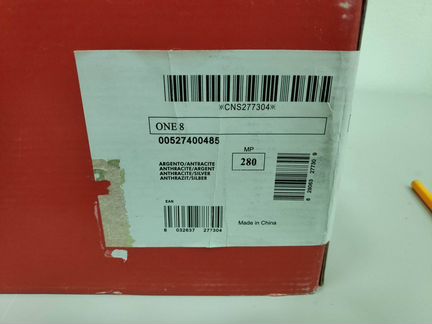 *CNS277304*
ONE 8
00527400485
MP
280
ARGENTO/ANTRACITE
ANTHRACITE/ARGENT
ANTHRACITE/SILVER
ANTHRAZIT/SILBER
EAN
8 032637 277304
Made in China